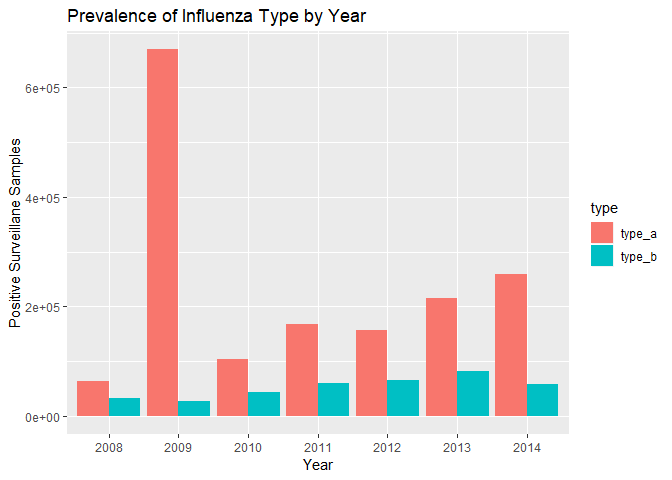 Prevalence of Influenza Type by Year
Positive Surveillane Samples
6e+05
4e+05
2e+05
0e+00
2008 2009 2010 2011 2012 2013 2014
Year
type
type_a
type_b